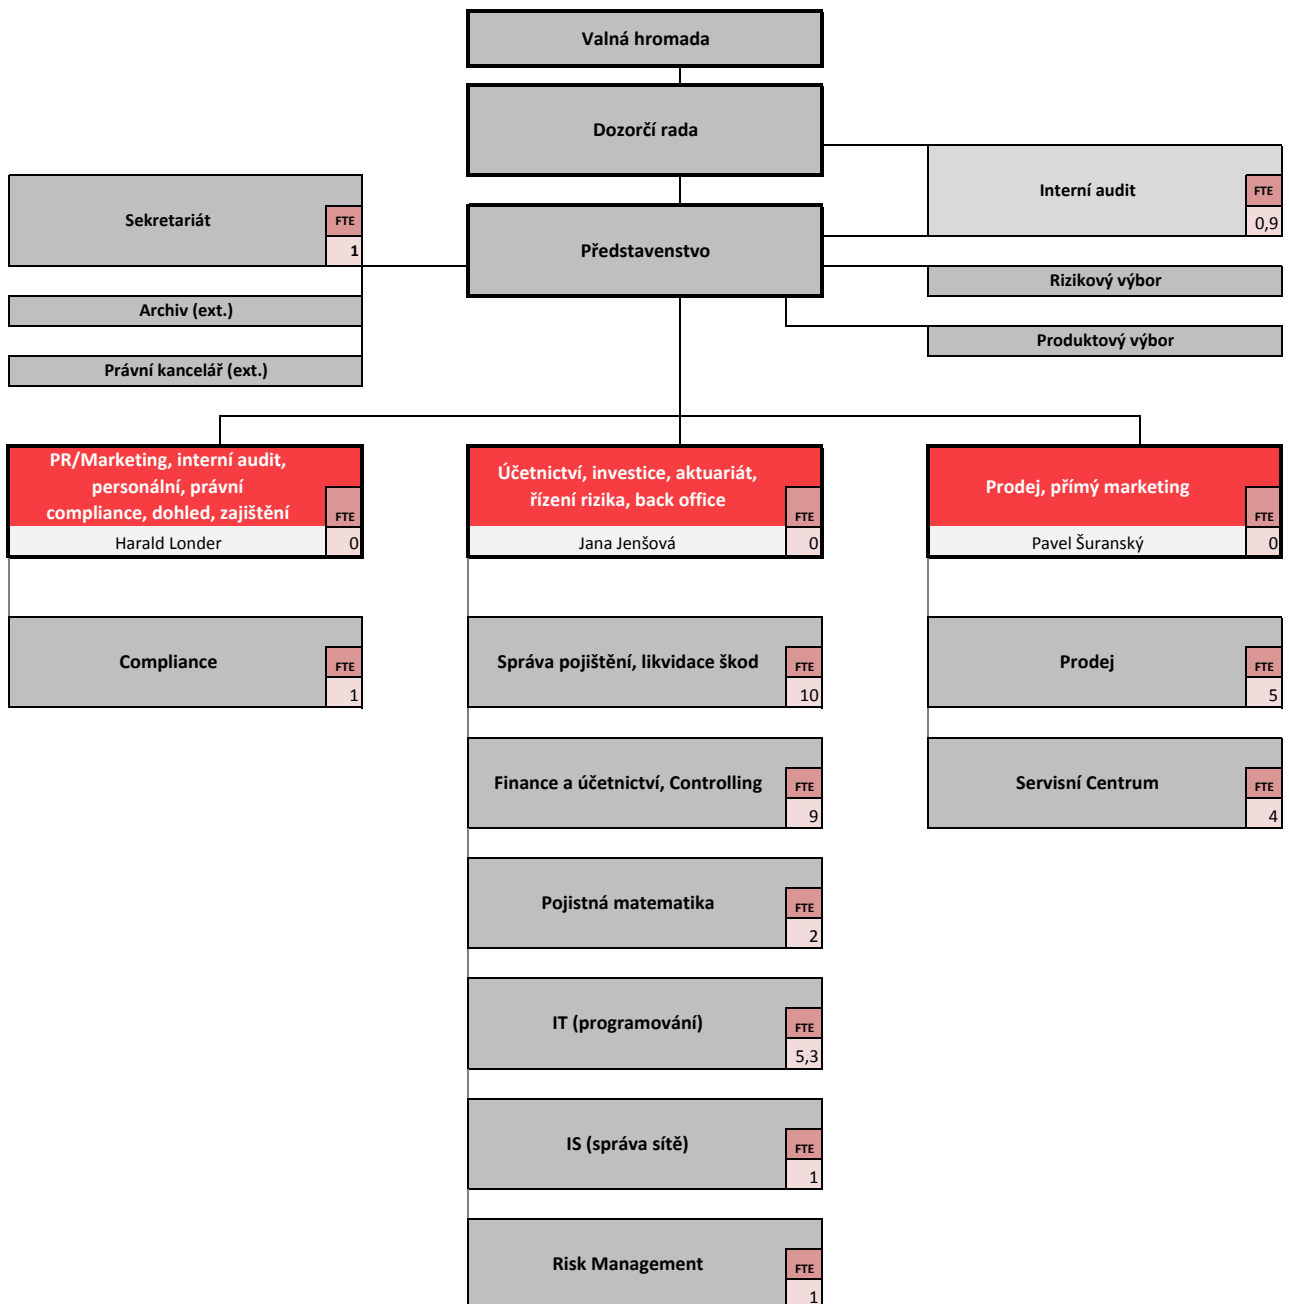 Valná hromada
Dozorčí rada
Interní audit
FTE
0,9
Sekretariát
FTE
1
Představenstvo
Rizikový výbor
Archiv (ext.)
Produktový výbor
Právní kancelář (ext.)
PR/Marketing, interní audit,
personální, právní
compliance, dohled, zajištění
FTE
Harald Londer
0
Účetnictví, investice, aktuariát,
řízení rizika, back office
FTE
Jana Jenšová
0
Prodej, přímý marketing
FTE
Pavel Šuranský
0
Compliance
FTE
1
Správa pojištění, likvidace škod
FTE
10
Prodej
FTE
5
Finance a účetnictví, Controlling
FTE
9
Servisní Centrum
FTE
4
Pojistná matematika
FTE
2
IT (programování)
FTE
5,3
IS (správa sítě)
FTE
1
Risk Management
FTE
1